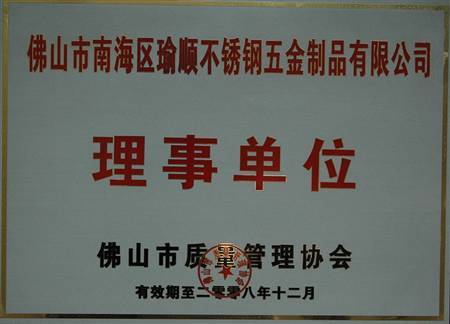 佛山市南海区瑜顺不锈钢五金制品有限公司
理事单位
佛山市质量管理协会
有效期至二零零八年十二月